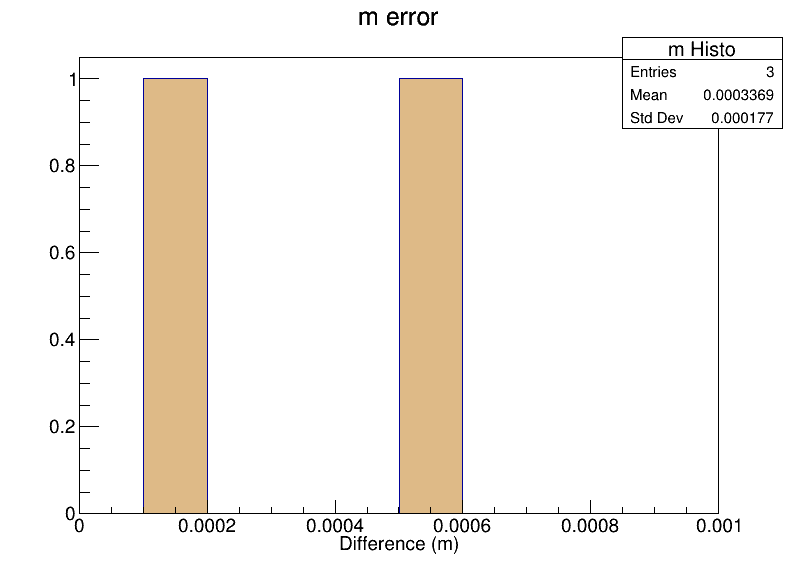 m error
m Histo
Entries 3
Mean 0.0003369
Std Dev 0.000177
1
0.8
0.6
0.4
0.2
0
0 0.0002 0.0004 0.0006 0.0008 0.001
Difference (m)